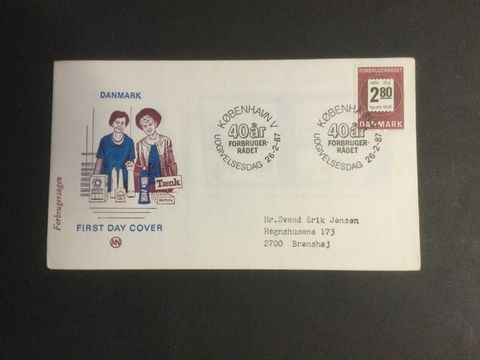 DANMARK
Tænk
Forbrugersagen
FIRST DAY COVER
KØBENHAVN V
40 år
FORBRUGER-
RÅDET
UDGIVELSESDAG 26-2-87
KØBENHAVN V
40 år
FORBRUGER-
RÅDET
UDGIVELSESDAG 26-2-87
FORBRUGERRÅDET
2 80
DANMARK
Hr.Svend Erik Jensen
Hegnshusene 173
2700 Brønshøj